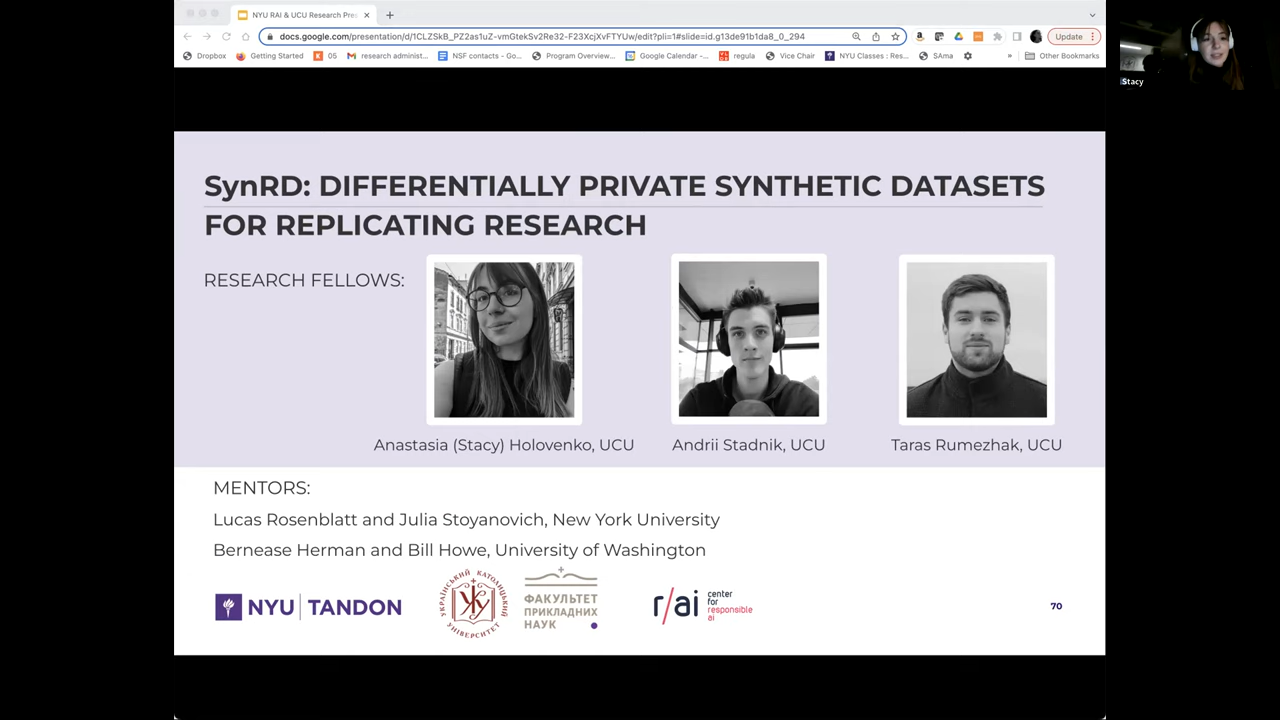 NYU RAI & UCU Research Pres
docs.google.com/presentation/d/1CLZSkB_PZ2as1uZ-vmGtekSv2Re32-F23XcjXvFTYUw/edit?pli=1#slide=id.g13de91b1da8_0_294
Update
Dropbox Getting Started 05 research administ... NSF contacts - Go... Program Overview... Google Calendar -... regula Vice Chair NYU Classes : Res... SAma » Other Bookmarks
Stacy
SynRD: DIFFERENTIALLY PRIVATE SYNTHETIC DATASETS
FOR REPLICATING RESEARCH
RESEARCH FELLOWS:
Anastasia (Stacy) Holovenko, UCU Andrii Stadnik, UCU Taras Rumezhak, UCU
MENTORS:
Lucas Rosenblatt and Julia Stoyanovich, New York University
Bernease Herman and Bill Howe, University of Washington
NYU TANDON
УКРАЇНСЬКИЙ КАТОЛИЦЬКИЙ УНІВЕРСИТЕТ
ФАКУЛЬТЕТ
ПРИКЛАДНИХ
НАУК
r/ai
center
for
responsible
ai
70